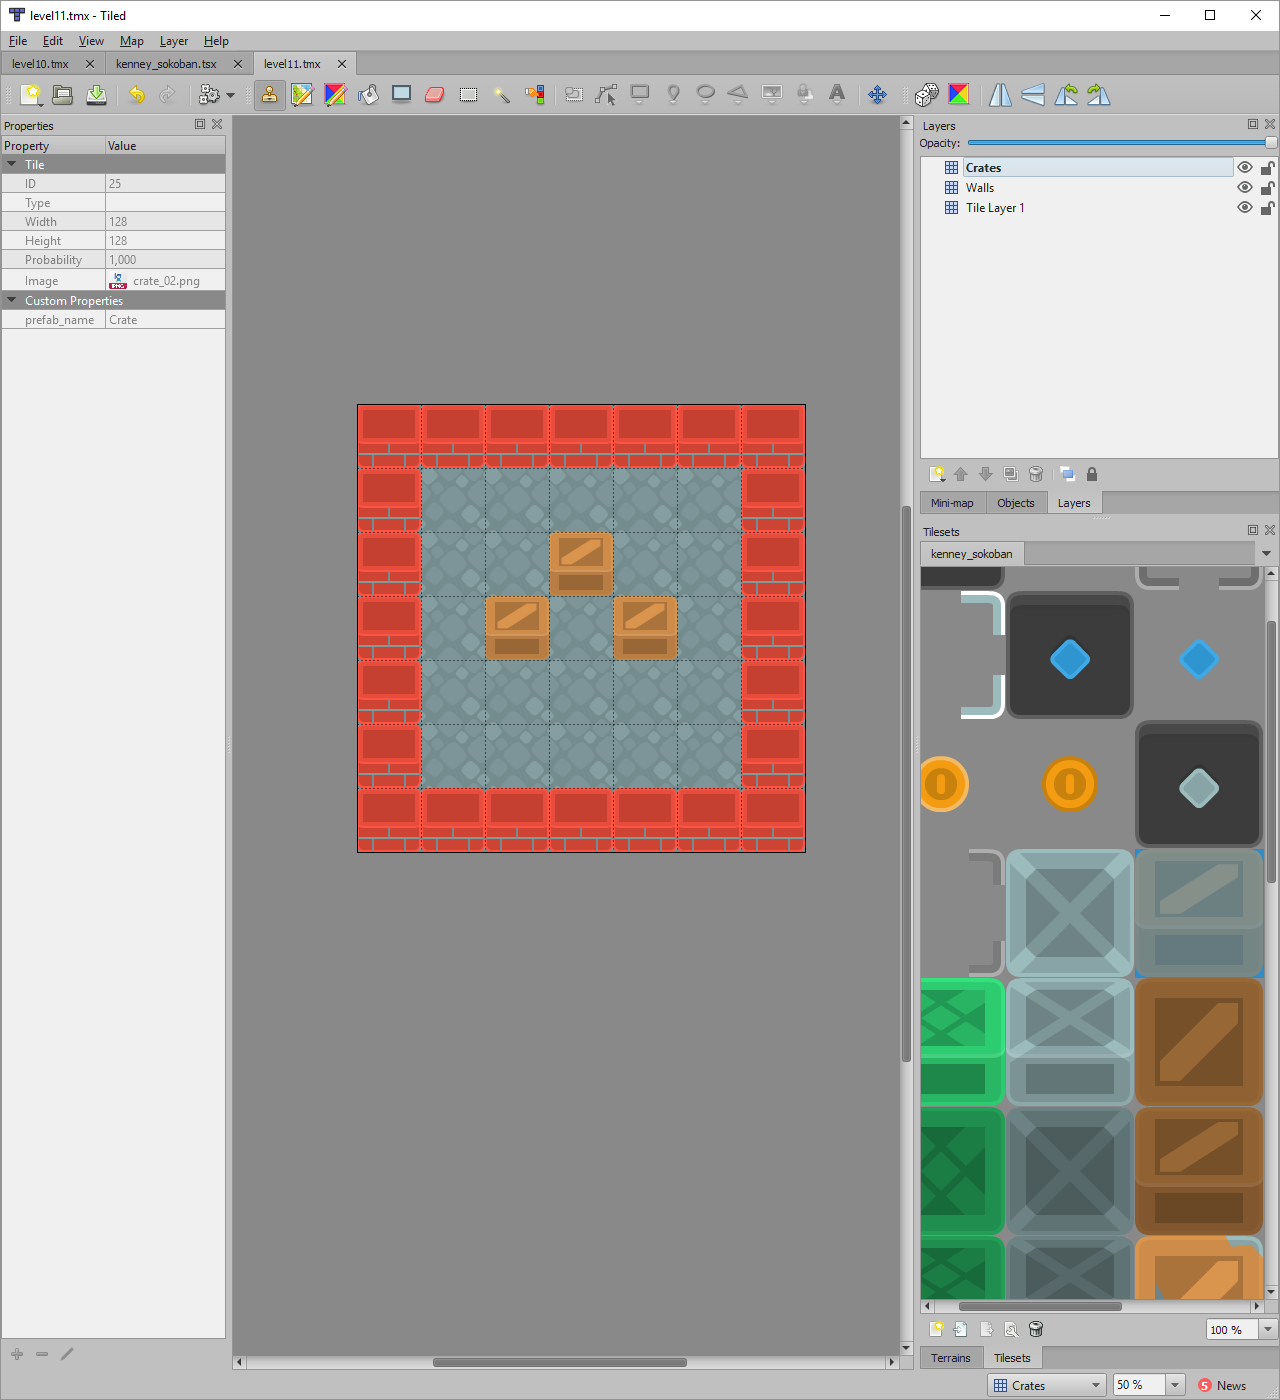 level11.tmx - Tiled
File Edit View Map Layer Help
level10.tmx kenney_sokoban.tsx level11.tmx
Properties
Property Value
Tile
ID 25
Type
Width 128
Height 128
Probability 1,000
Image crate_02.png
Custom Properties
prefab_name Crate
Layers
Opacity:
Crates
Walls
Tile Layer 1
Mini-map Objects Layers
Tilesets
kenney_sokoban
100 %
Terrains Tilesets
Crates 50 % 5 News